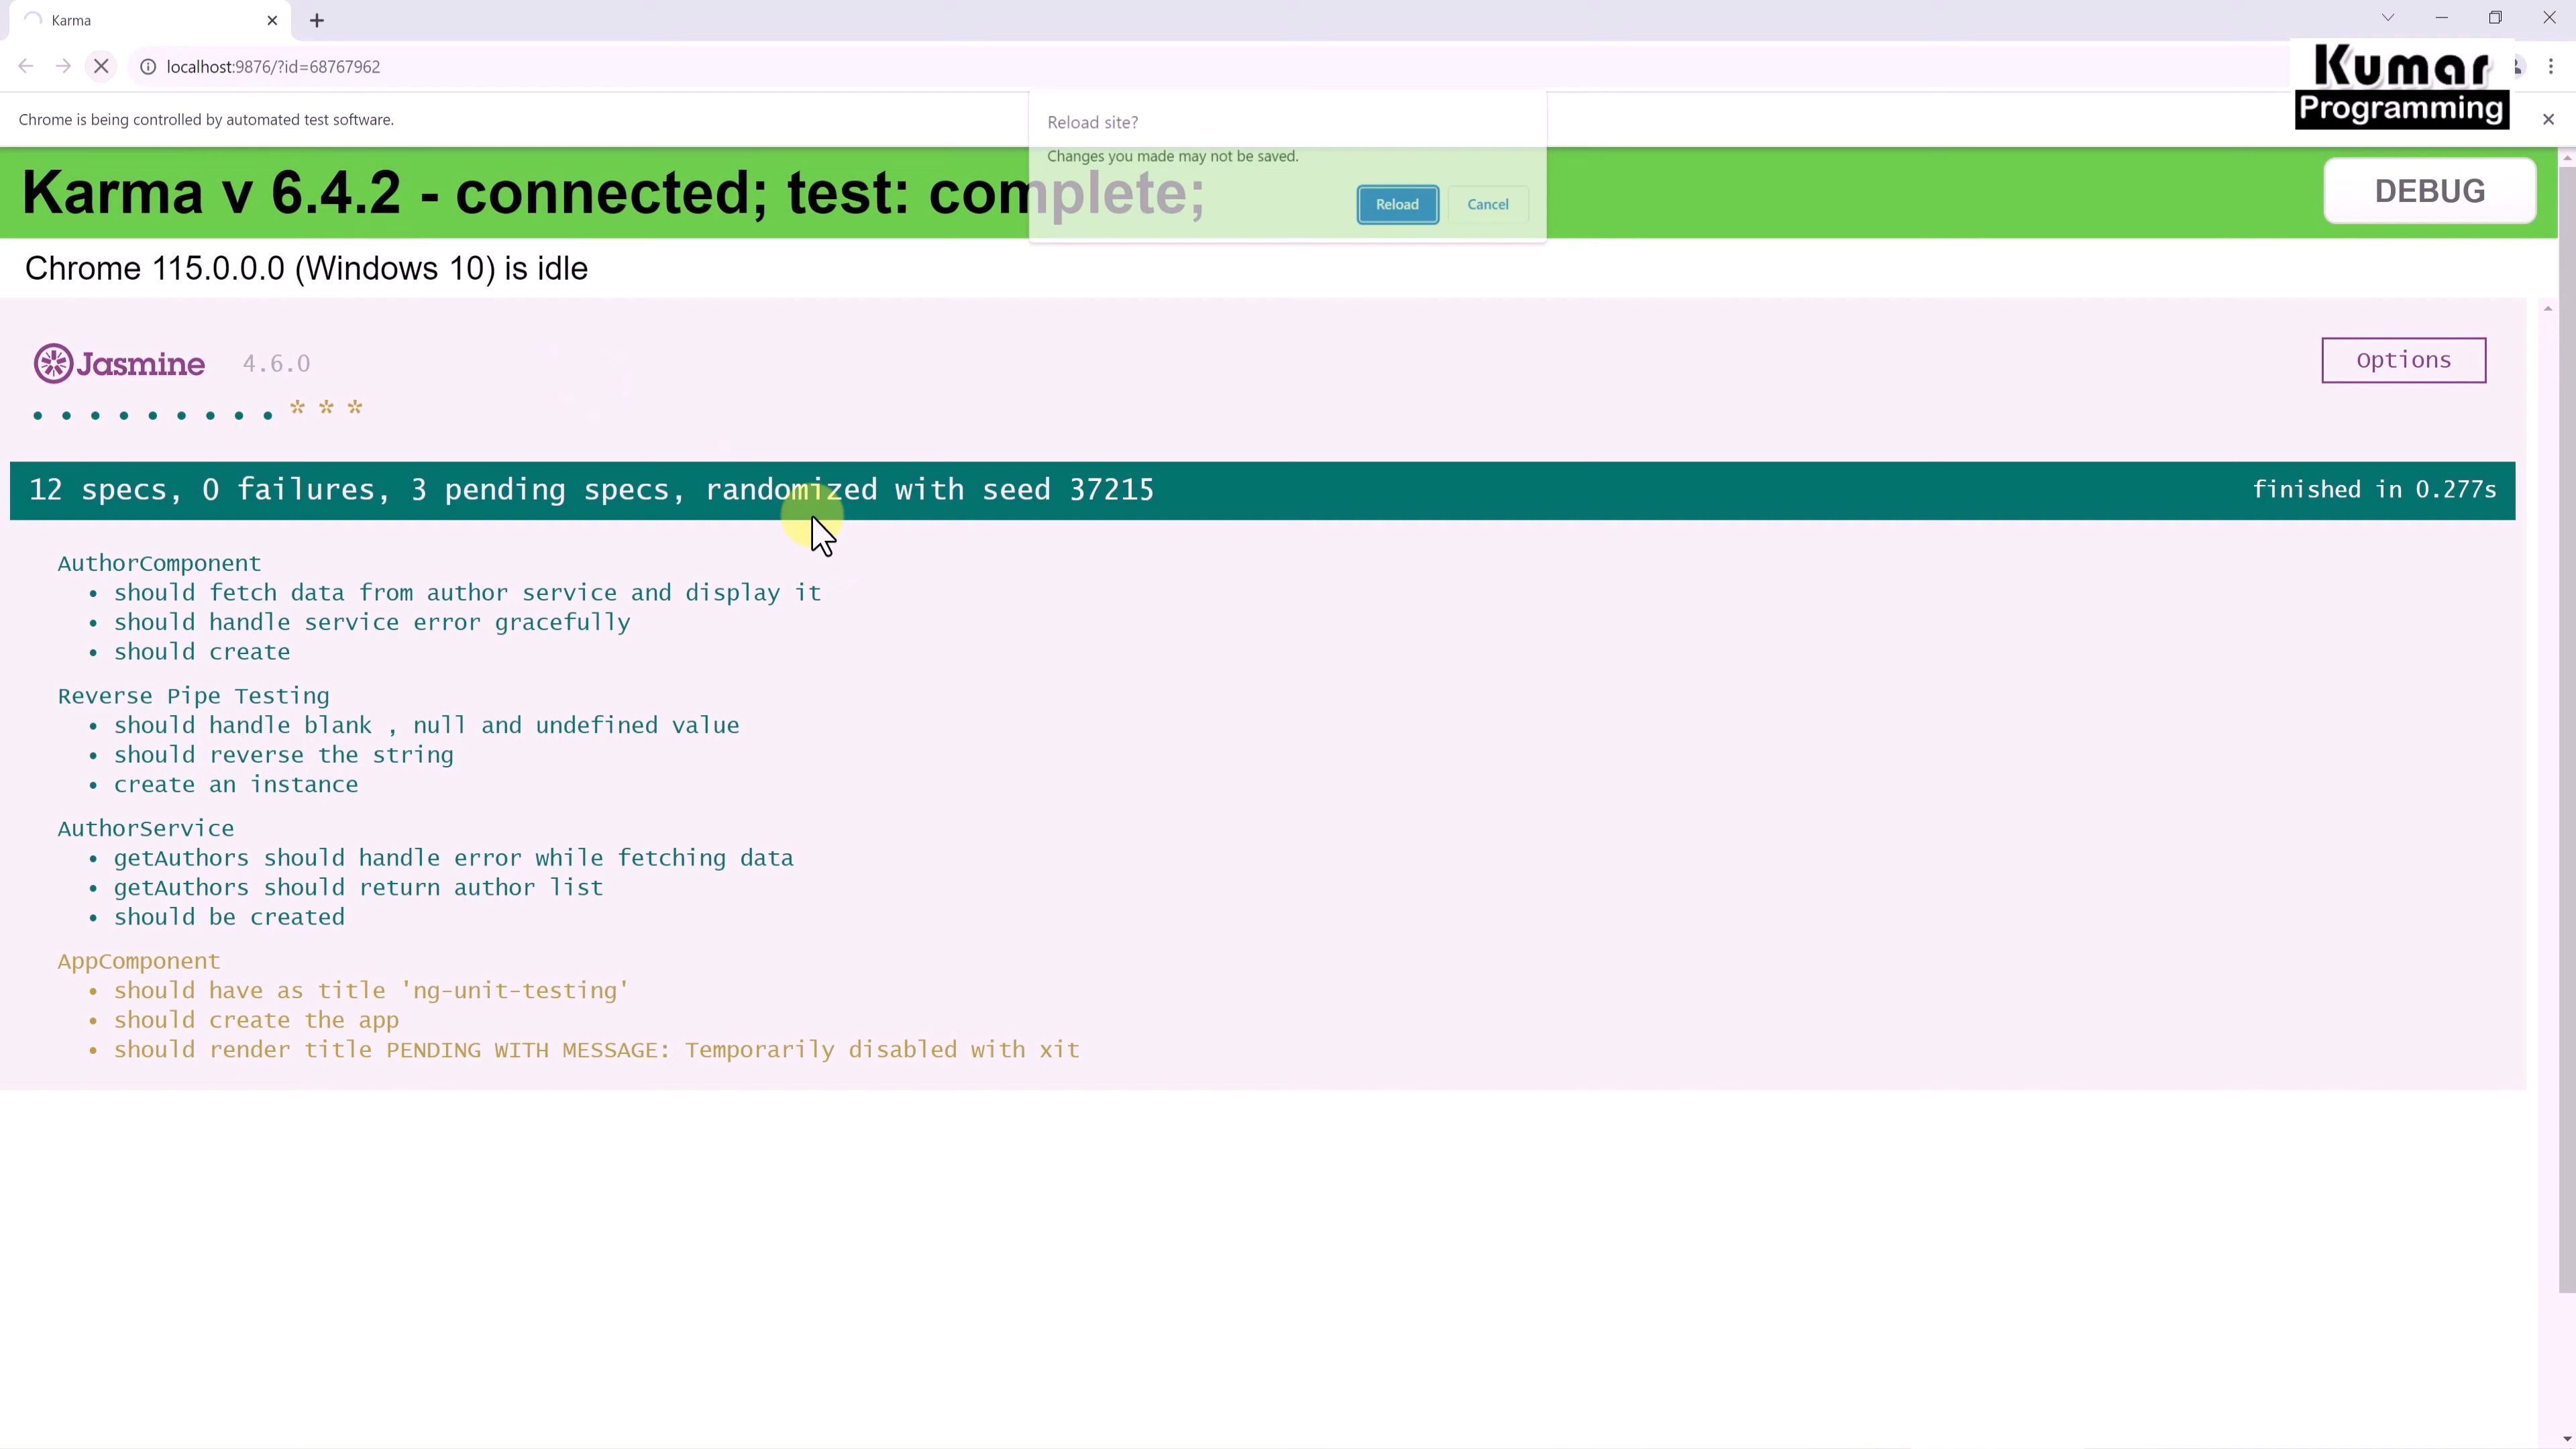 Karma
localhost:9876/?id=68767962
Kumar
Programming
Chrome is being controlled by automated test software.
Reload site?
Changes you made may not be saved.
Reload Cancel
Karma v 6.4.2 - connected; test: complete;
DEBUG
Chrome 115.0.0.0 (Windows 10) is idle
Jasmine 4.6.0
Options
• • • • • • • • • * * *
12 specs, 0 failures, 3 pending specs, randomized with seed 37215
finished in 0.277s
AuthorComponent
• should fetch data from author service and display it
• should handle service error gracefully
• should create
Reverse Pipe Testing
• should handle blank , null and undefined value
• should reverse the string
• create an instance
AuthorService
• getAuthors should handle error while fetching data
• getAuthors should return author list
• should be created
AppComponent
• should have as title 'ng-unit-testing'
• should create the app
• should render title PENDING WITH MESSAGE: Temporarily disabled with xit